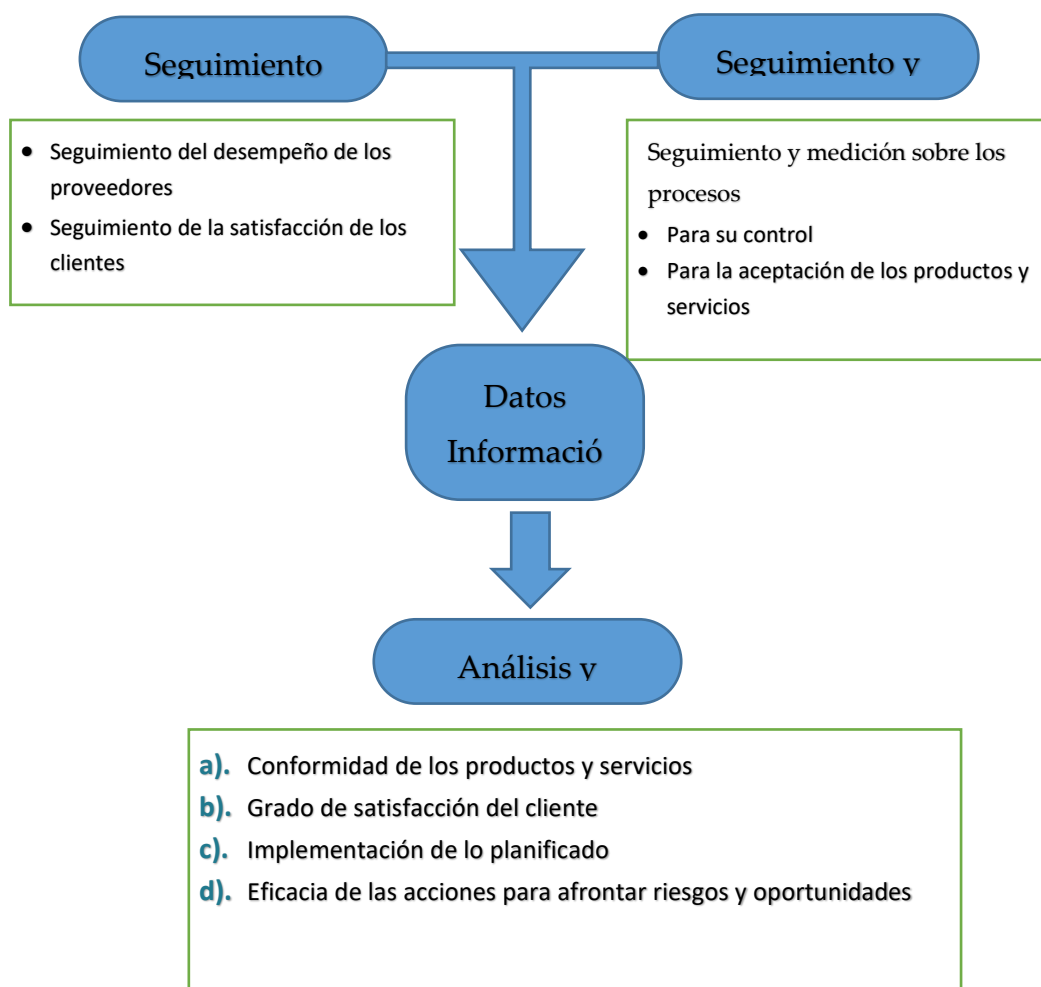 Seguimiento
Seguimiento y
• Seguimiento del desempeño de los
proveedores
• Seguimiento de la satisfacción de los
clientes
Seguimiento y medición sobre los
procesos
• Para su control
• Para la aceptación de los productos y
servicios
Datos
Informació
Análisis y
a). Conformidad de los productos y servicios
b). Grado de satisfacción del cliente
c). Implementación de lo planificado
d). Eficacia de las acciones para afrontar riesgos y oportunidades